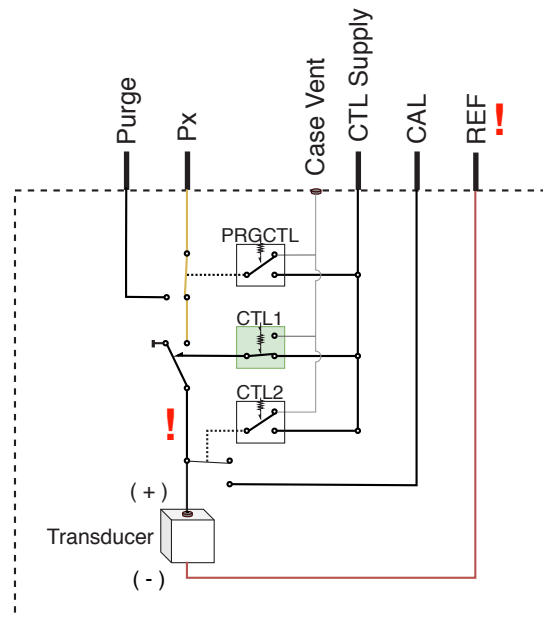 Purge
Px
Case Vent
CTL Supply
CAL
REF !
PRGCTL
CTL1
CTL2
!
( + )
Transducer
( - )